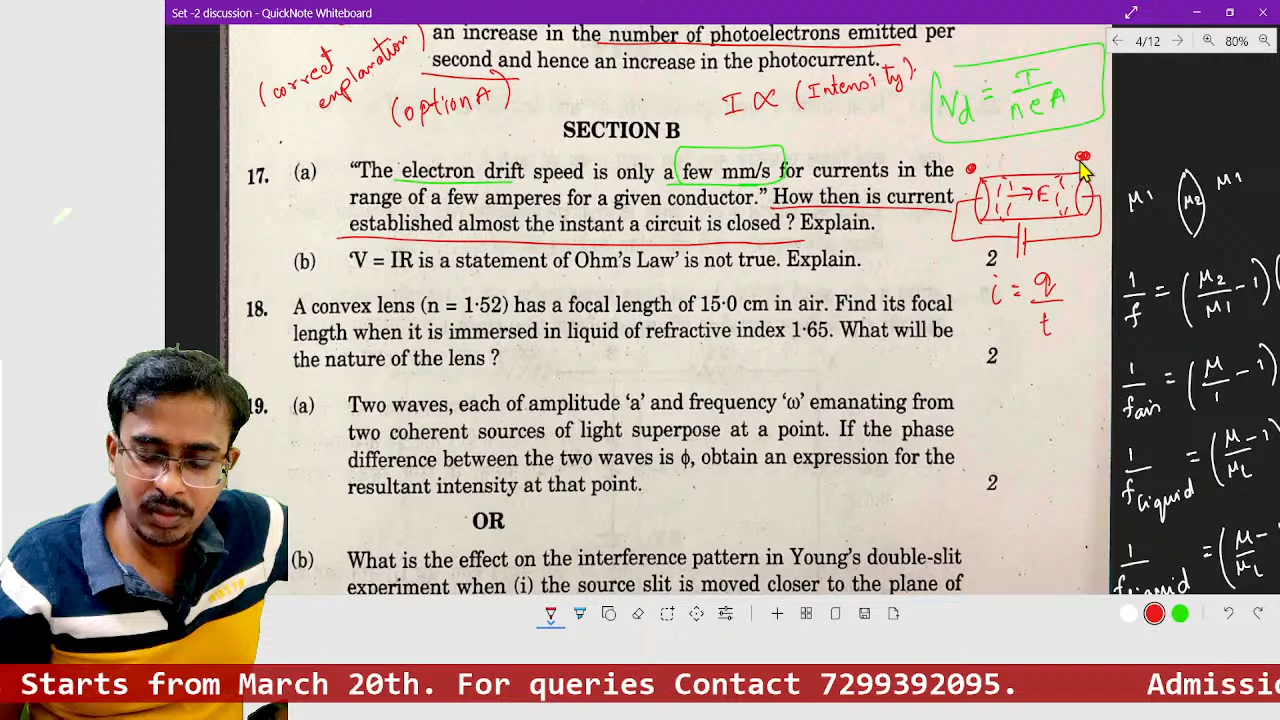 Set -2 discussion - QuickNote Whiteboard
4/12
80%
an increase in the number of photoelectrons emitted per
second and hence an increase in the photocurrent.
(correct
explanation)
(option A)
I ∝ (Intensity)
Vd = I / neA
SECTION B
17. (a) "The electron drift speed is only a few mm/s for currents in the
range of a few amperes for a given conductor." How then is current
established almost the instant a circuit is closed ? Explain.
(b) 'V = IR is a statement of Ohm's Law' is not true. Explain. 2
→ E
i = q / t
18. A convex lens (n = 1·52) has a focal length of 15·0 cm in air. Find its focal
length when it is immersed in liquid of refractive index 1·65. What will be
the nature of the lens ? 2
19. (a) Two waves, each of amplitude 'a' and frequency 'ω' emanating from
two coherent sources of light superpose at a point. If the phase
difference between the two waves is ϕ, obtain an expression for the
resultant intensity at that point. 2
OR
(b) What is the effect on the interference pattern in Young's double-slit
experiment when (i) the source slit is moved closer to the plane of
μ1 μ2 μ1
1/f = (μ2/μ1 - 1)(
1/fair = (μ/1 - 1)
1/fliquid = (μ/μL - 1)
1/fliquid = (μ/μL -
Starts from March 20th. For queries Contact 7299392095.
Admissio